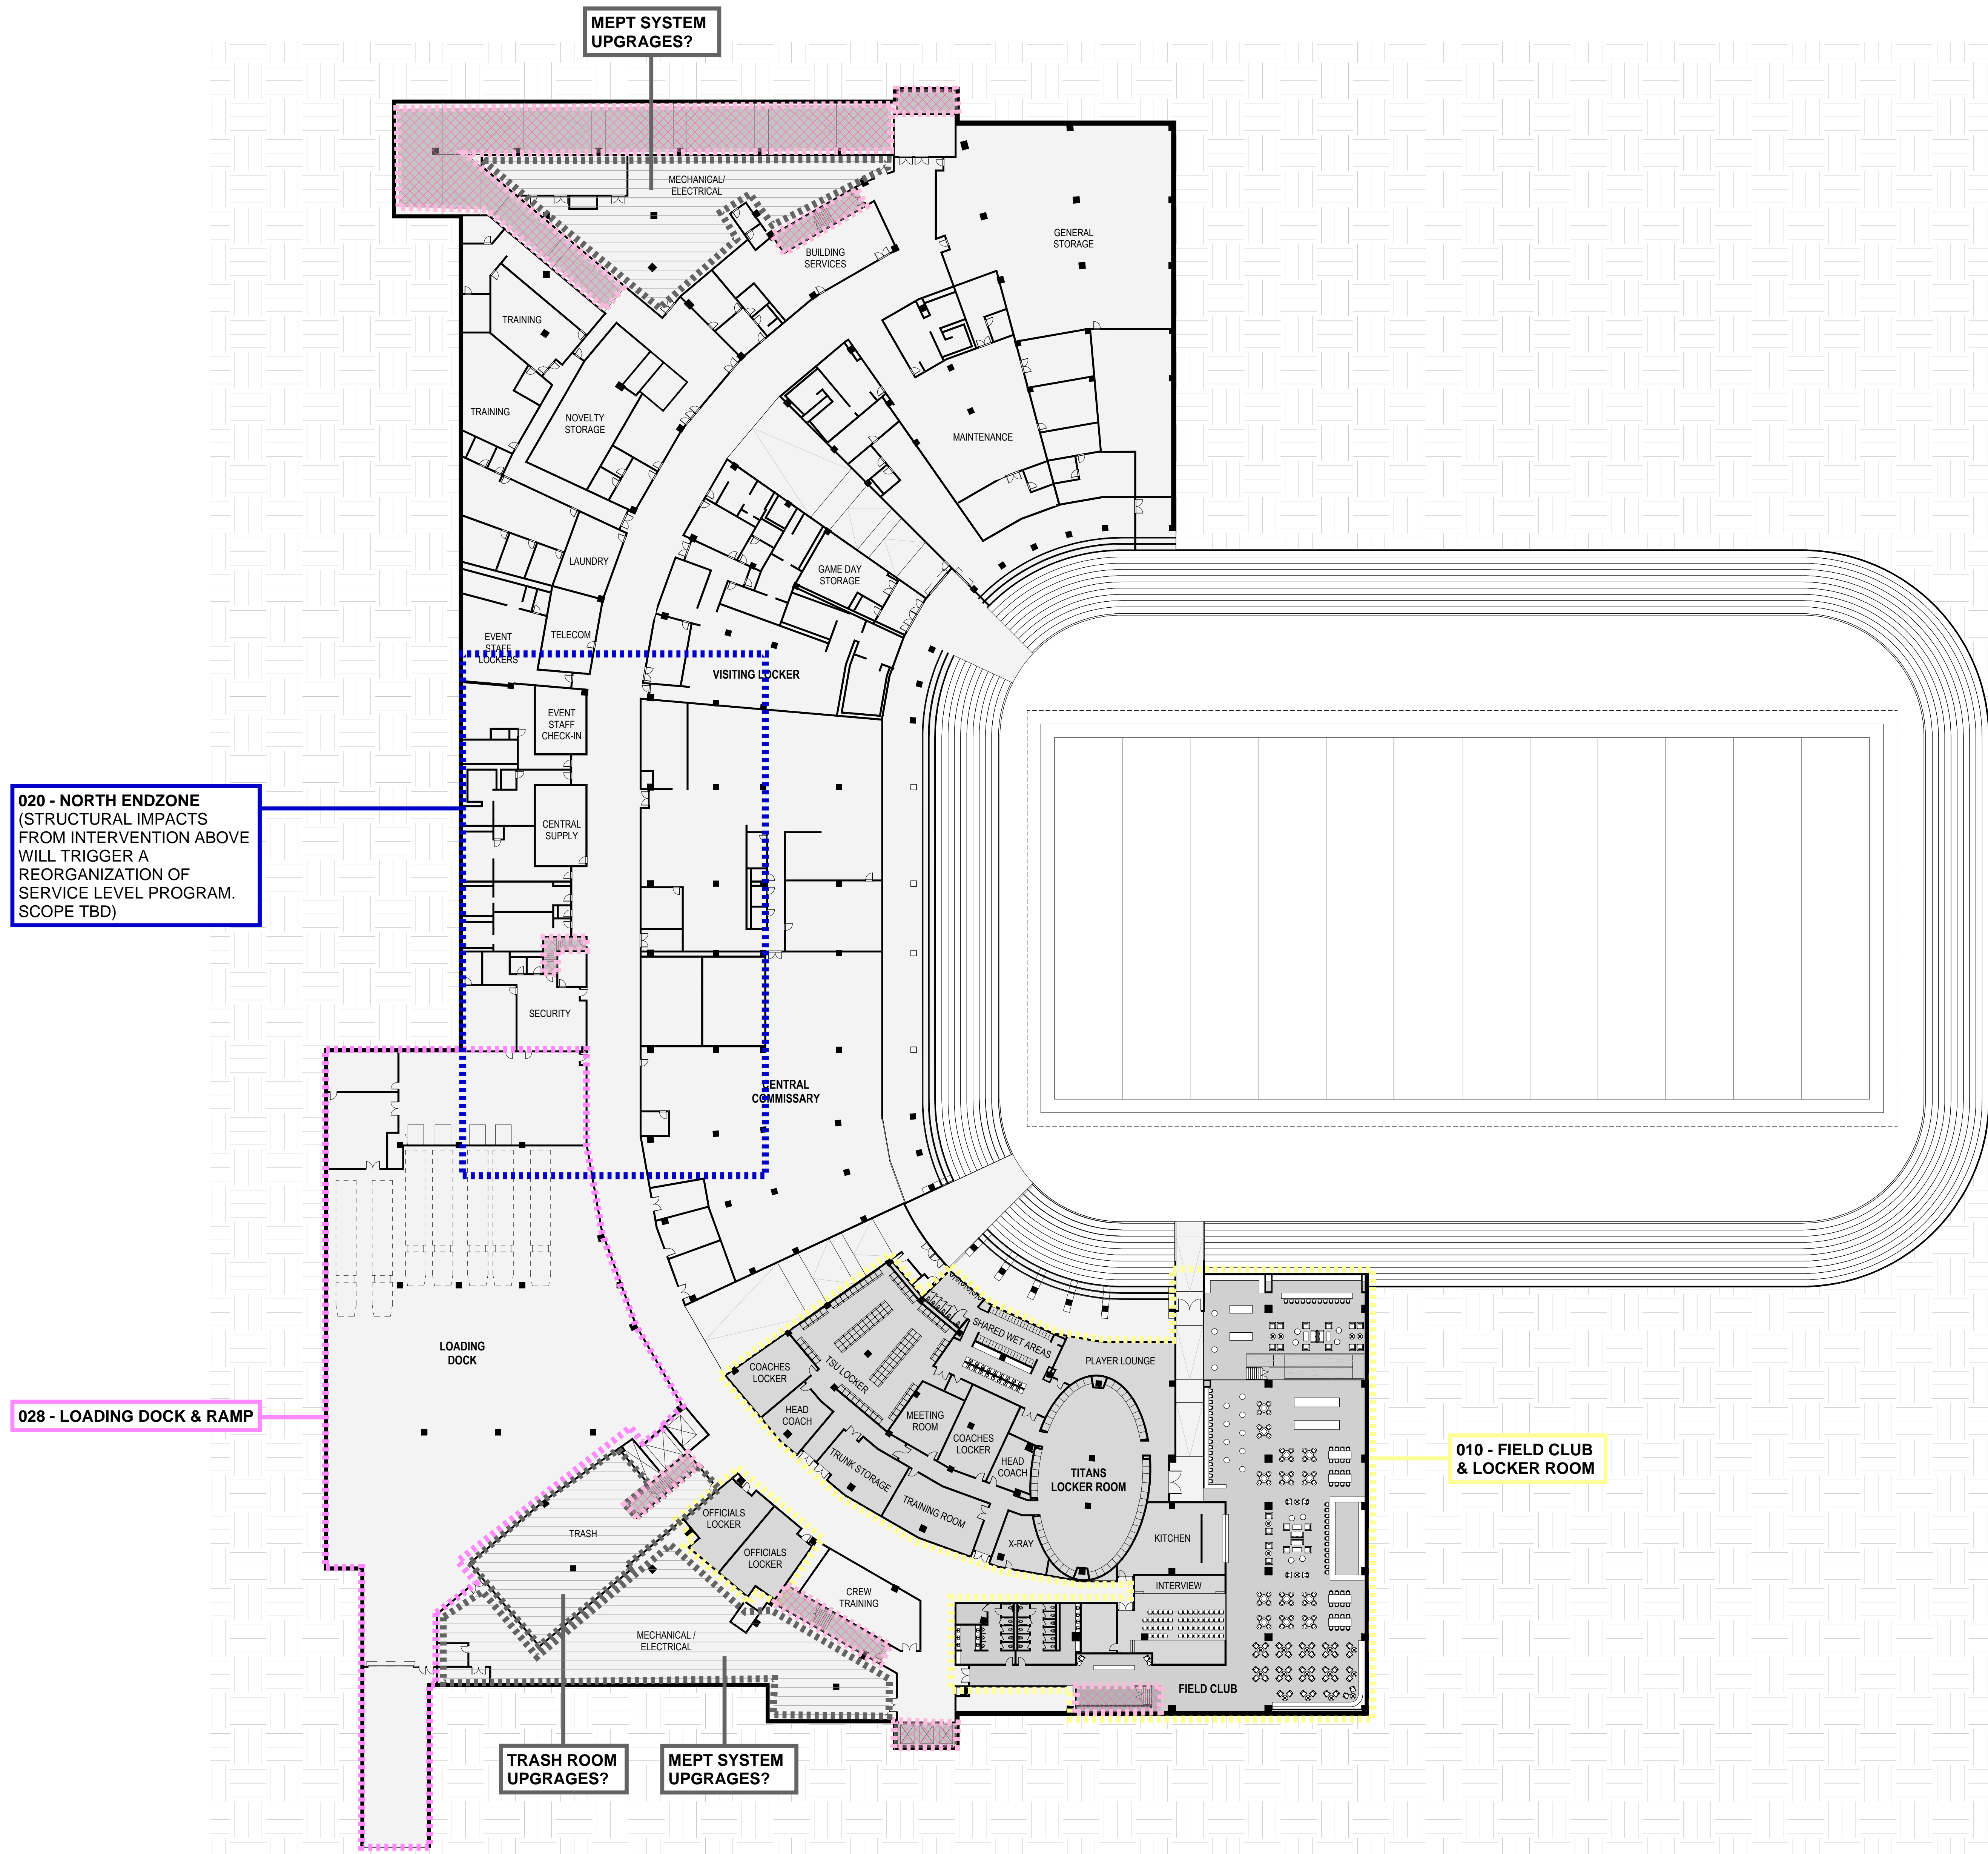 MEPT SYSTEM
UPGRAGES?
MECHANICAL/
ELECTRICAL
BUILDING
SERVICES
GENERAL
STORAGE
TRAINING
TRAINING
NOVELTY
STORAGE
MAINTENANCE
LAUNDRY
GAME DAY
STORAGE
TELECOM
EVENT
STAFF
LOCKERS
VISITING LOCKER
EVENT
STAFF
CHECK-IN
020 - NORTH ENDZONE
(STRUCTURAL IMPACTS
FROM INTERVENTION ABOVE
WILL TRIGGER A
REORGANIZATION OF
SERVICE LEVEL PROGRAM.
SCOPE TBD)
CENTRAL
SUPPLY
SECURITY
CENTRAL
COMMISSARY
LOADING
DOCK
028 - LOADING DOCK & RAMP
COACHES
LOCKER
TSU LOCKER
SHARED WET AREAS
PLAYER LOUNGE
HEAD
COACH
MEETING
ROOM
COACHES
LOCKER
HEAD
COACH
TRUNK STORAGE
TRAINING ROOM
TITANS
LOCKER ROOM
X-RAY
KITCHEN
INTERVIEW
010 - FIELD CLUB
& LOCKER ROOM
OFFICIALS
LOCKER
OFFICIALS
LOCKER
TRASH
CREW
TRAINING
MECHANICAL /
ELECTRICAL
FIELD CLUB
TRASH ROOM
UPGRAGES?
MEPT SYSTEM
UPGRAGES?